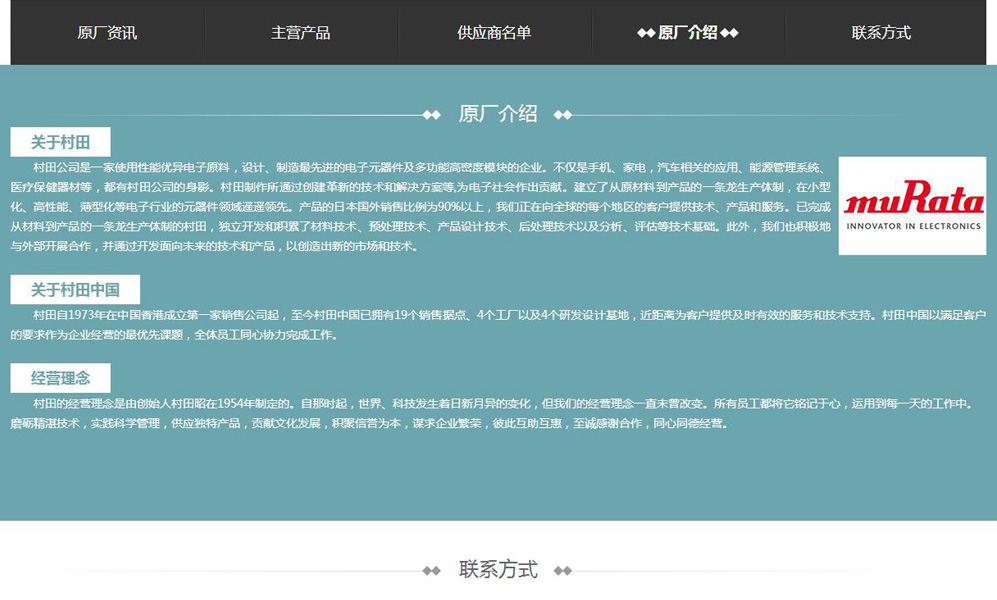 原厂资讯 主营产品 供应商名单 原厂介绍 联系方式
原厂介绍
关于村田
村田公司是一家使用性能优异电子原料，设计、制造最先进的电子元器件及多功能高密度模块的企业。不仅是手机、家电，汽车相关的应用、能源管理系统、
医疗保健器材等，都有村田公司的身影。村田制作所通过创建革新的技术和解决方案等,为电子社会作出贡献。建立了从原材料到产品的一条龙生产体制，在小型
化、高性能、薄型化等电子行业的元器件领域遥遥领先。产品的日本国外销售比例为90%以上，我们正在向全球的每个地区的客户提供技术、产品和服务。已完成
从材料到产品的一条龙生产体制的村田，独立开发和积累了材料技术、预处理技术、产品设计技术、后处理技术以及分析、评估等技术基础。此外，我们也积极地
与外部开展合作，并通过开发面向未来的技术和产品，以创造出新的市场和技术。
muRata
INNOVATOR IN ELECTRONICS
关于村田中国
村田自1973年在中国香港成立第一家销售公司起，至今村田中国已拥有19个销售据点、4个工厂以及4个研发设计基地，近距离为客户提供及时有效的服务和技术支持。村田中国以满足客户
的要求作为企业经营的最优先课题，全体员工同心协力完成工作。
经营理念
村田的经营理念是由创始人村田昭在1954年制定的。自那时起，世界、科技发生着日新月异的变化，但我们的经营理念一直未曾改变。所有员工都将它铭记于心，运用到每一天的工作中。
磨砺精湛技术，实践科学管理，供应独特产品，贡献文化发展，积聚信誉为本，谋求企业繁荣，彼此互助互惠，至诚感谢合作，同心同德经营。
联系方式